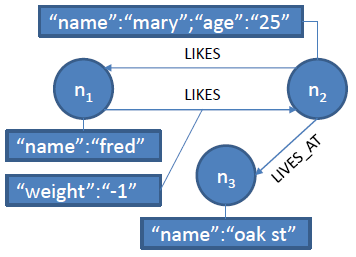 “name”:“mary”;“age”:“25”
LIKES
n1
LIKES
n2
“name”:“fred”
LIVES_AT
“weight”:“-1”
n3
“name”:“oak st”